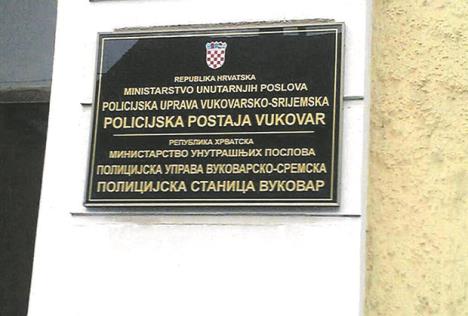 REPUBLIKA HRVATSKA
MINISTARSTVO UNUTARNJIH POSLOVA
POLICIJSKA UPRAVA VUKOVARSKO-SRIJEMSKA
POLICIJSKA POSTAJA VUKOVAR
РЕПУБЛИКА ХРВАТСКА
МИНИСТАРСТВО УНУТРАШЊИХ ПОСЛОВА
ПОЛИЦИЈСКА УПРАВА ВУКОВАРСКО-СРЕМСКА
ПОЛИЦИЈСКА СТАНИЦА ВУКОВАР